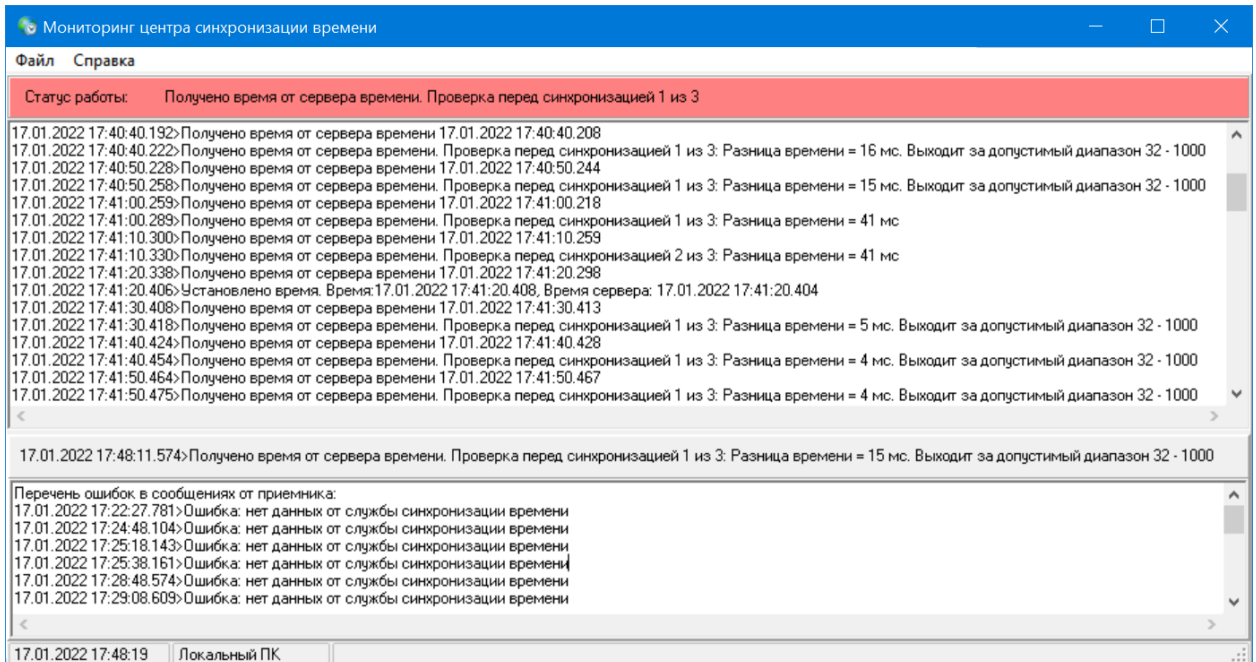 Мониторинг центра синхронизации времени
Файл Справка
Статус работы: Получено время от сервера времени. Проверка перед синхронизацией 1 из 3
17.01.2022 17:40:40.192>Получено время от сервера времени 17.01.2022 17:40:40.208
17.01.2022 17:40:40.222>Получено время от сервера времени. Проверка перед синхронизацией 1 из 3: Разница времени = 16 мс. Выходит за допустимый диапазон 32 - 1000
17.01.2022 17:40:50.228>Получено время от сервера времени 17.01.2022 17:40:50.244
17.01.2022 17:40:50.258>Получено время от сервера времени. Проверка перед синхронизацией 1 из 3: Разница времени = 15 мс. Выходит за допустимый диапазон 32 - 1000
17.01.2022 17:41:00.259>Получено время от сервера времени 17.01.2022 17:41:00.218
17.01.2022 17:41:00.289>Получено время от сервера времени. Проверка перед синхронизацией 1 из 3: Разница времени = 41 мс
17.01.2022 17:41:10.300>Получено время от сервера времени 17.01.2022 17:41:10.259
17.01.2022 17:41:10.330>Получено время от сервера времени. Проверка перед синхронизацией 2 из 3: Разница времени = 41 мс
17.01.2022 17:41:20.338>Получено время от сервера времени 17.01.2022 17:41:20.298
17.01.2022 17:41:20.406>Установлено время. Время:17.01.2022 17:41:20.408, Время сервера: 17.01.2022 17:41:20.404
17.01.2022 17:41:30.408>Получено время от сервера времени 17.01.2022 17:41:30.413
17.01.2022 17:41:30.418>Получено время от сервера времени. Проверка перед синхронизацией 1 из 3: Разница времени = 5 мс. Выходит за допустимый диапазон 32 - 1000
17.01.2022 17:41:40.424>Получено время от сервера времени 17.01.2022 17:41:40.428
17.01.2022 17:41:40.454>Получено время от сервера времени. Проверка перед синхронизацией 1 из 3: Разница времени = 4 мс. Выходит за допустимый диапазон 32 - 1000
17.01.2022 17:41:50.464>Получено время от сервера времени 17.01.2022 17:41:50.467
17.01.2022 17:41:50.475>Получено время от сервера времени. Проверка перед синхронизацией 1 из 3: Разница времени = 4 мс. Выходит за допустимый диапазон 32 - 1000
17.01.2022 17:48:11.574>Получено время от сервера времени. Проверка перед синхронизацией 1 из 3: Разница времени = 15 мс. Выходит за допустимый диапазон 32 - 1000
Перечень ошибок в сообщениях от приемника:
17.01.2022 17:22:27.781>Ошибка: нет данных от службы синхронизации времени
17.01.2022 17:24:48.104>Ошибка: нет данных от службы синхронизации времени
17.01.2022 17:25:18.143>Ошибка: нет данных от службы синхронизации времени
17.01.2022 17:25:38.161>Ошибка: нет данных от службы синхронизации времени
17.01.2022 17:28:48.574>Ошибка: нет данных от службы синхронизации времени
17.01.2022 17:29:08.609>Ошибка: нет данных от службы синхронизации времени
17.01.2022 17:48:19 Локальный ПК